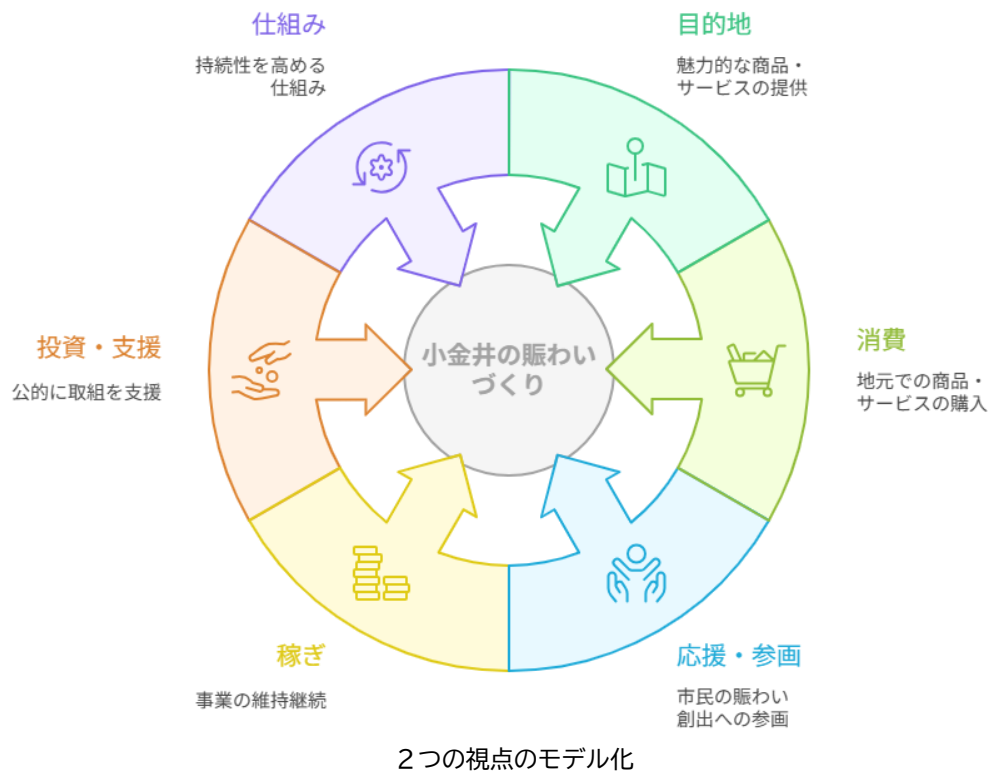 仕組み
持続性を高める
仕組み
目的地
魅力的な商品・
サービスの提供
投資・支援
公的に取組を支援
小金井の賑わい
づくり
消費
地元での商品・
サービスの購入
稼ぎ
事業の維持継続
応援・参画
市民の賑わい
創出への参画
２つの視点のモデル化